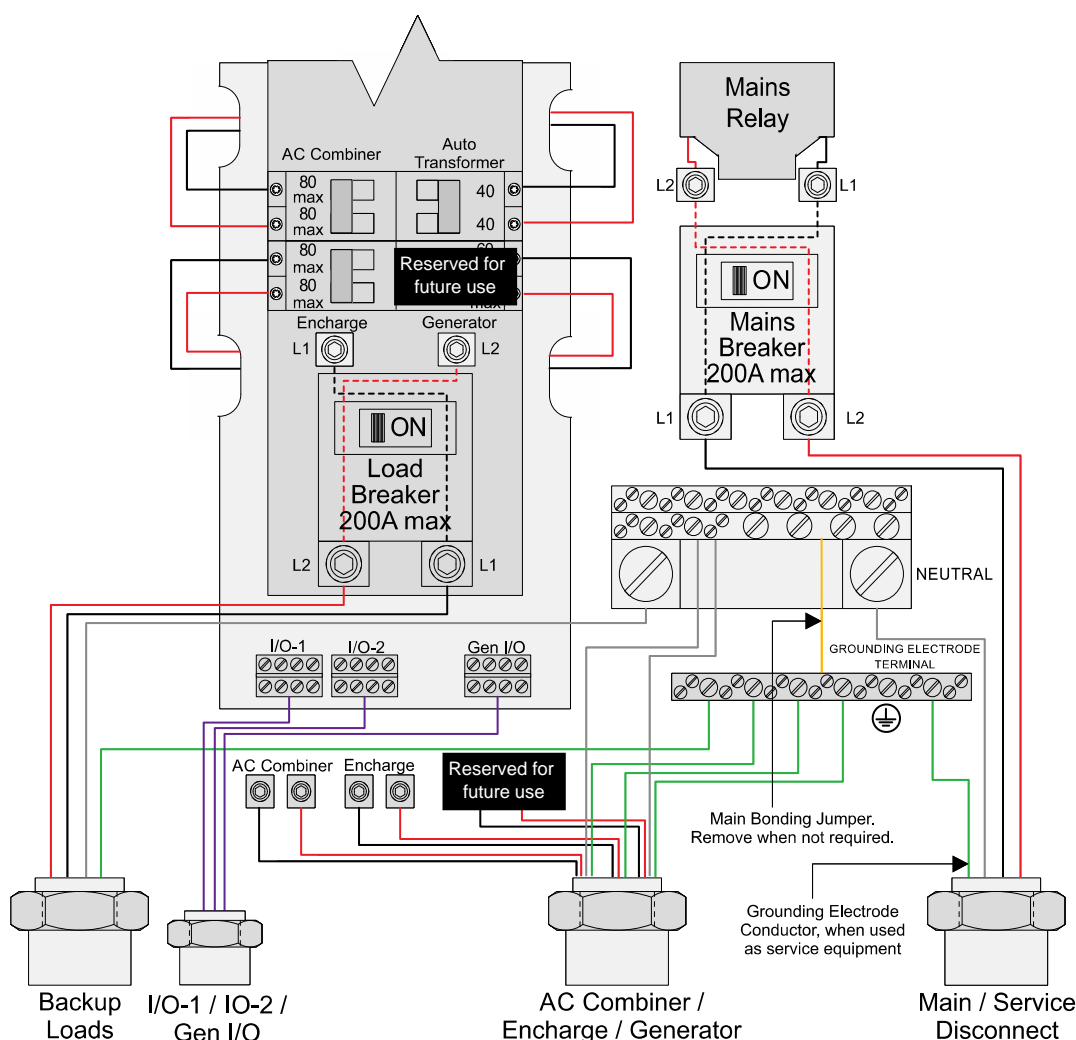 Mains
Relay
L2
L1
AC Combiner
Auto
Transformer
80
max
80
max
40
40
80
max
80
max
Reserved for
future use
Encharge
Generator
L1
L2
ON
Load
Breaker
200A max
L2
L1
ON
Mains
Breaker
200A max
L1
L2
NEUTRAL
GROUNDING ELECTRODE
TERMINAL
I/O-1
I/O-2
Gen I/O
AC Combiner
Encharge
Reserved for
future use
Main Bonding Jumper.
Remove when not required.
Grounding Electrode
Conductor, when used
as service equipment
Backup
Loads
I/O-1 / IO-2 /
Gen I/O
AC Combiner /
Encharge / Generator
Main / Service
Disconnect